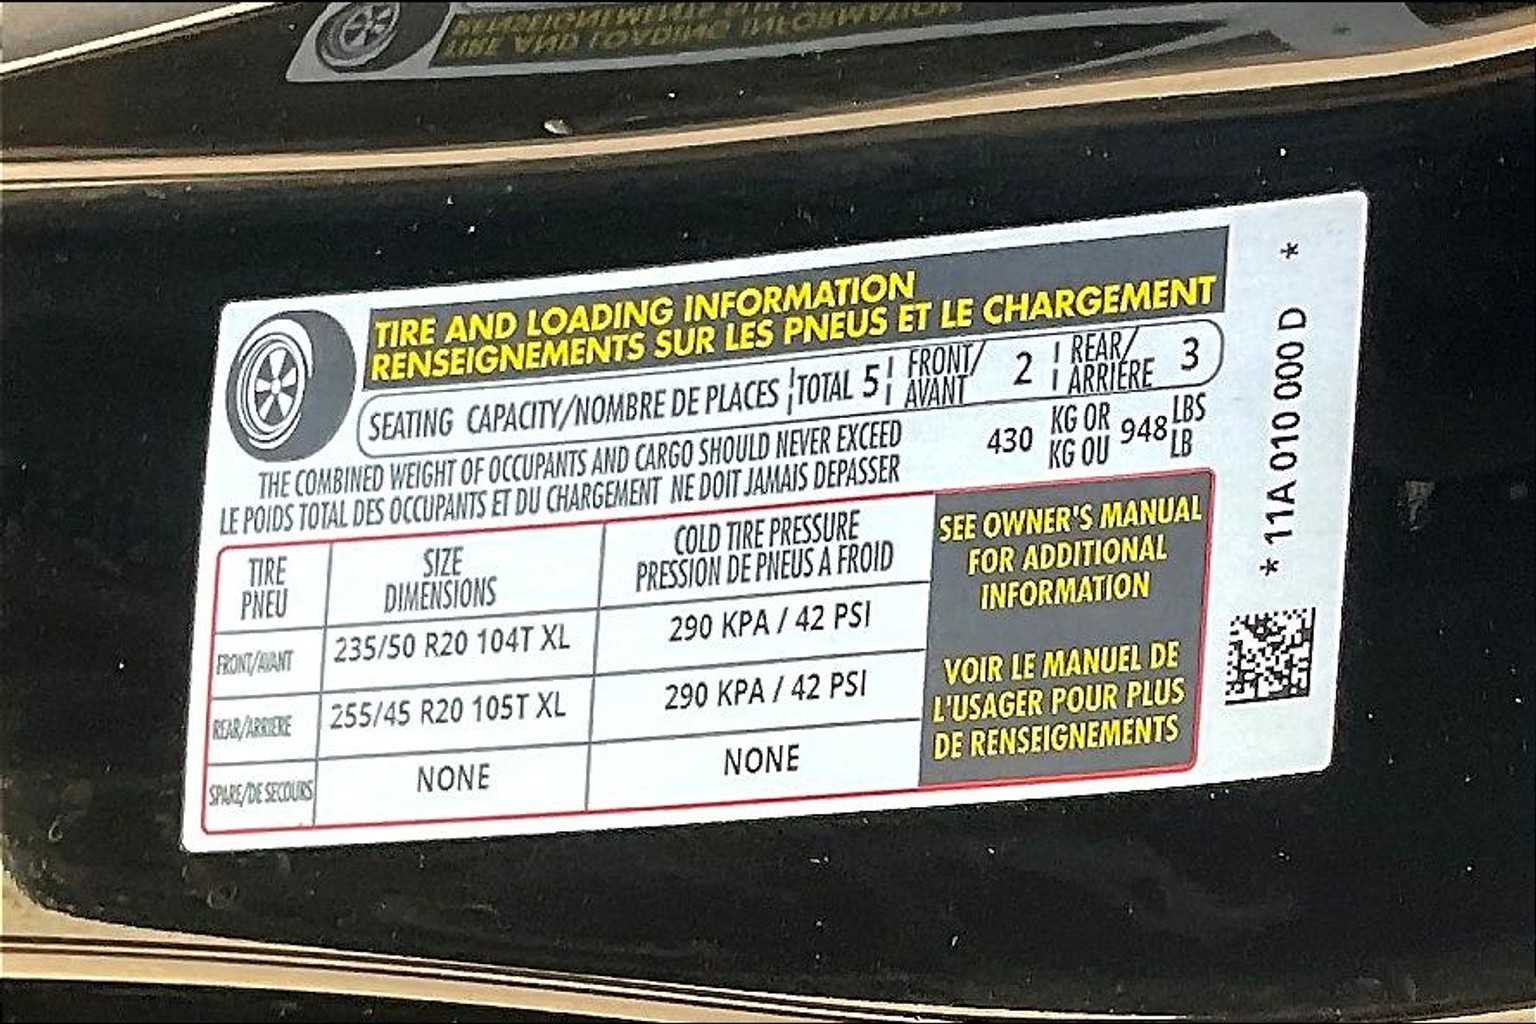 TIRE AND LOADING INFORMATION
RENSEIGNEMENTS SUR LES PNEUS ET LE CHARGEMENT
SEATING CAPACITY/NOMBRE DE PLACES TOTAL 5 FRONT/AVANT 2 REAR/ARRIÈRE 3
THE COMBINED WEIGHT OF OCCUPANTS AND CARGO SHOULD NEVER EXCEED 430 KG OR 948 LBS
LE POIDS TOTAL DES OCCUPANTS ET DU CHARGEMENT NE DOIT JAMAIS DEPASSER KG OU LB
TIRE SIZE COLD TIRE PRESSURE
PNEU DIMENSIONS PRESSION DE PNEUS A FROID
FRONT/AVANT 235/50 R20 104T XL 290 KPA / 42 PSI
REAR/ARRIERE 255/45 R20 105T XL 290 KPA / 42 PSI
SPARE/DE SECOURS NONE NONE
SEE OWNER'S MANUAL
FOR ADDITIONAL
INFORMATION
VOIR LE MANUEL DE
L'USAGER POUR PLUS
DE RENSEIGNEMENTS
* 11A 010 000 D *
TIRE AND LOADING INFORMATION